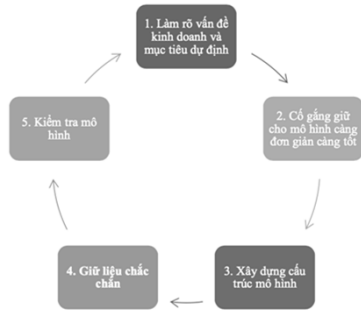 1. Làm rõ vấn đề
kinh doanh và
mục tiêu dự định
2. Cố gắng giữ
cho mô hình càng
đơn giản càng tốt
3. Xây dựng cấu
trúc mô hình
4. Giữ liệu chắc
chắn
5. Kiểm tra mô
hình